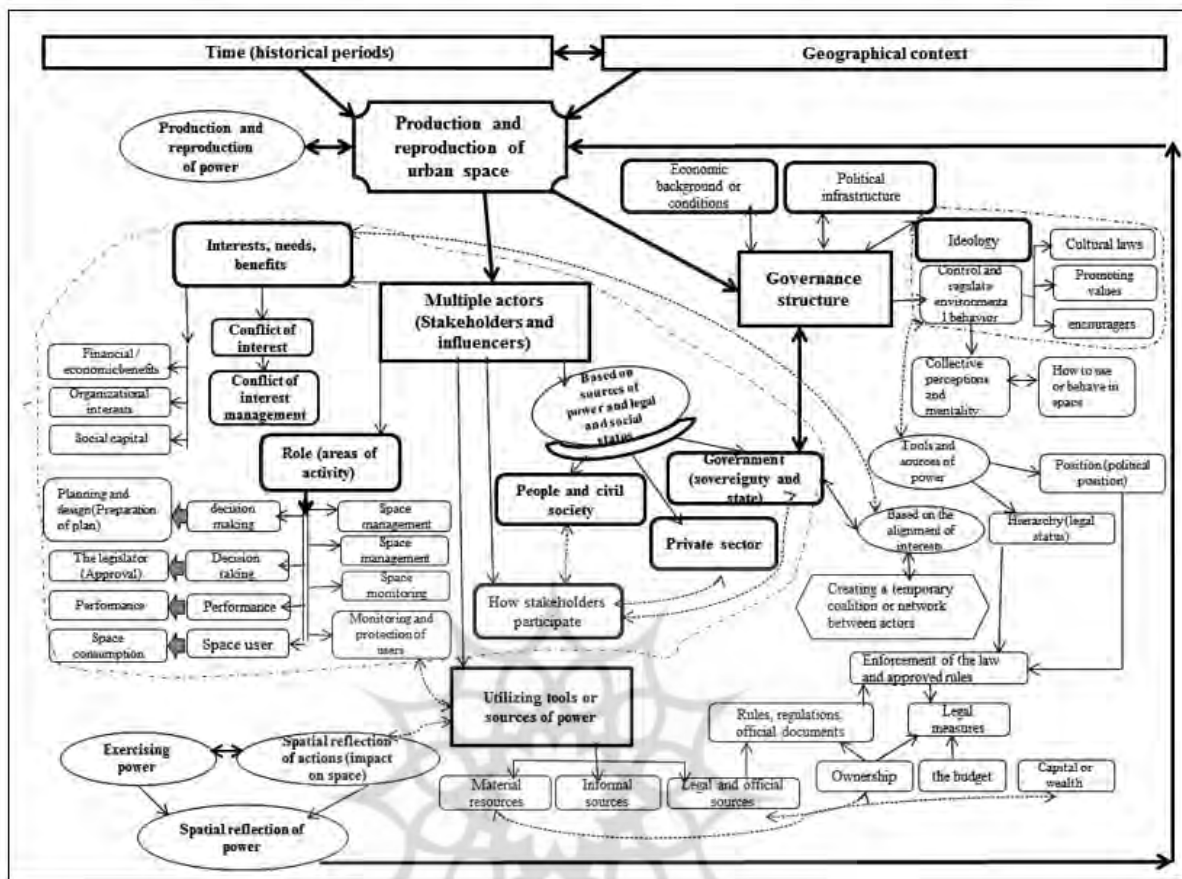 Time (historical periods)
Geographical context
Production and
reproduction
of power
Production and
reproduction of
urban space
Economic
background or
conditions
Political
infrastructure
Interests, needs,
benefits
Ideology
Cultural laws
Control and
regulate
environmenta
l behavior
Promoting
values
encouragers
Governance
structure
Multiple actors
(Stakeholders and
influencers)
Conflict of
interest
Conflict of
interest
management
Financial /
economic benefits
Organizational
interests
Social capital
Collective
perceptions
and
mentality
How to use
or behave in
space
Based on
sources of
power and legal
and social
status
Role (areas of
activity)
Government
(sovereignty and
state)
People and civil
society
Private sector
Tools and
sources of
power
Position (political
position)
Hierarchy (legal
status)
Based on the
alignment of
interests
Planning and
design(Preparation
of plan)
decision
making
Space
management
The legislator
(Approval)
Decision
taking
Space
management
Performance
Performance
Space
monitoring
Space
consumption
Space user
Monitoring and
protection of
users
How stakeholders
participate
Creating a temporary
coalition or network
between actors
Enforcement of the law
and approved rules
Utilizing tools or
sources of power
Rules, regulations,
official documents
Legal
measures
Exercising
power
Spatial reflection
of actions (impact
on space)
Material
resources
Informal
sources
Legal and official
sources
Ownership
the budget
Capital or
wealth
Spatial reflection of
power